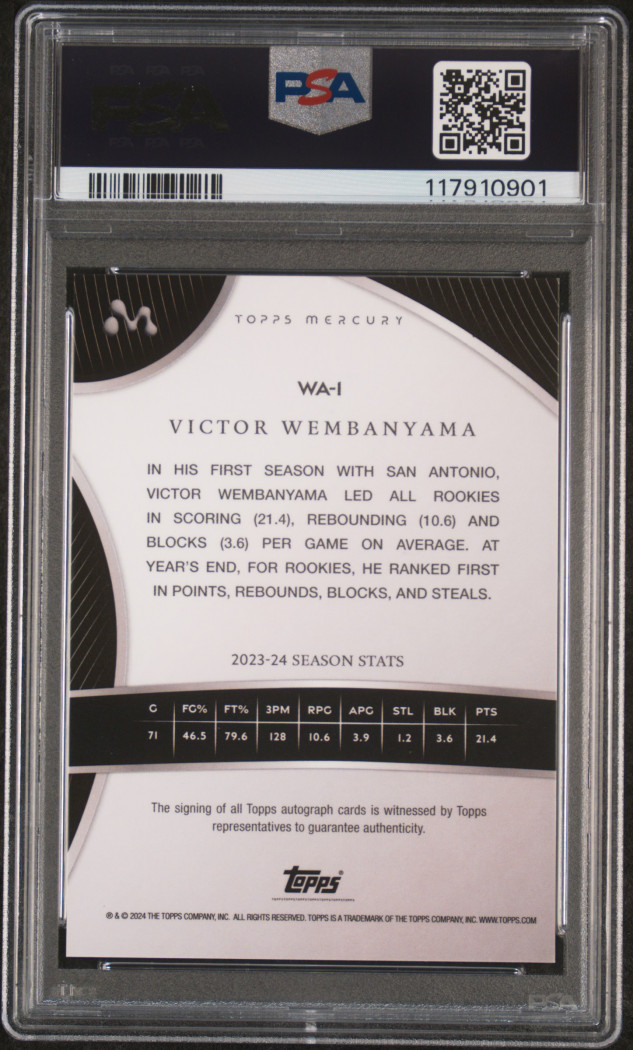 PSA
PSA
117910901
TOPPS MERCURY
WA-1
VICTOR WEMBANYAMA
IN HIS FIRST SEASON WITH SAN ANTONIO,
VICTOR WEMBANYAMA LED ALL ROOKIES
IN SCORING (21.4), REBOUNDING (10.6) AND
BLOCKS (3.6) PER GAME ON AVERAGE. AT
YEAR'S END, FOR ROOKIES, HE RANKED FIRST
IN POINTS, REBOUNDS, BLOCKS, AND STEALS.
2023-24 SEASON STATS
G FG% FT% 3PM RPG APG STL BLK PTS
71 46.5 79.6 128 10.6 3.9 1.2 3.6 21.4
The signing of all Topps autograph cards is witnessed by Topps
representatives to guarantee authenticity.
Topps
® & © 2024 THE TOPPS COMPANY, INC. ALL RIGHTS RESERVED. TOPPS IS A TRADEMARK OF THE TOPPS COMPANY, INC. WWW.TOPPS.COM
PSA